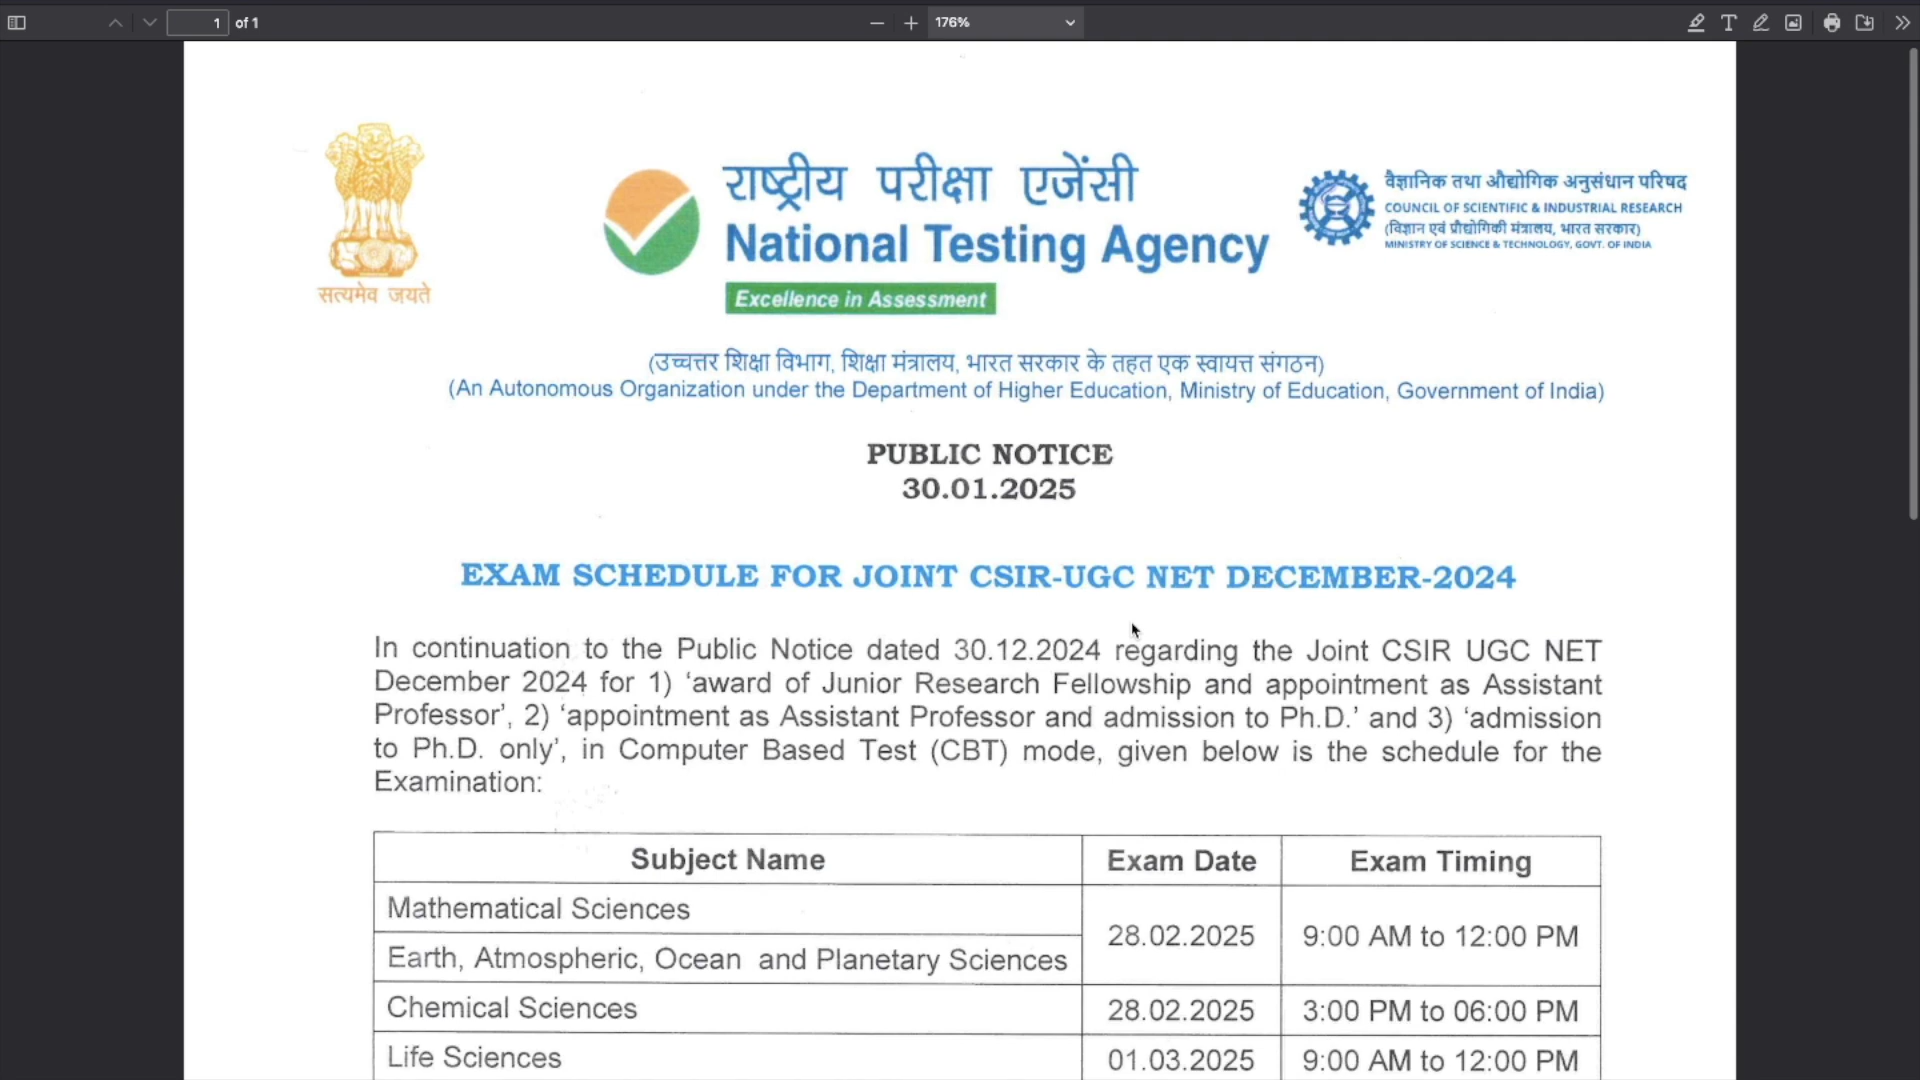 1 of 1
176%
राष्ट्रीय परीक्षा एजेंसी
National Testing Agency
Excellence in Assessment
सत्यमेव जयते
वैज्ञानिक तथा औद्योगिक अनुसंधान परिषद
COUNCIL OF SCIENTIFIC & INDUSTRIAL RESEARCH
(विज्ञान एवं प्रौद्योगिकी मंत्रालय, भारत सरकार)
MINISTRY OF SCIENCE & TECHNOLOGY, GOVT. OF INDIA
(उच्चत्तर शिक्षा विभाग, शिक्षा मंत्रालय, भारत सरकार के तहत एक स्वायत्त संगठन)
(An Autonomous Organization under the Department of Higher Education, Ministry of Education, Government of India)
PUBLIC NOTICE
30.01.2025
EXAM SCHEDULE FOR JOINT CSIR-UGC NET DECEMBER-2024
In continuation to the Public Notice dated 30.12.2024 regarding the Joint CSIR UGC NET
December 2024 for 1) ‘award of Junior Research Fellowship and appointment as Assistant
Professor’, 2) ‘appointment as Assistant Professor and admission to Ph.D.’ and 3) ‘admission
to Ph.D. only’, in Computer Based Test (CBT) mode, given below is the schedule for the
Examination:
Subject Name Exam Date Exam Timing
Mathematical Sciences
28.02.2025 9:00 AM to 12:00 PM
Earth, Atmospheric, Ocean and Planetary Sciences
Chemical Sciences 28.02.2025 3:00 PM to 06:00 PM
Life Sciences 01.03.2025 9:00 AM to 12:00 PM